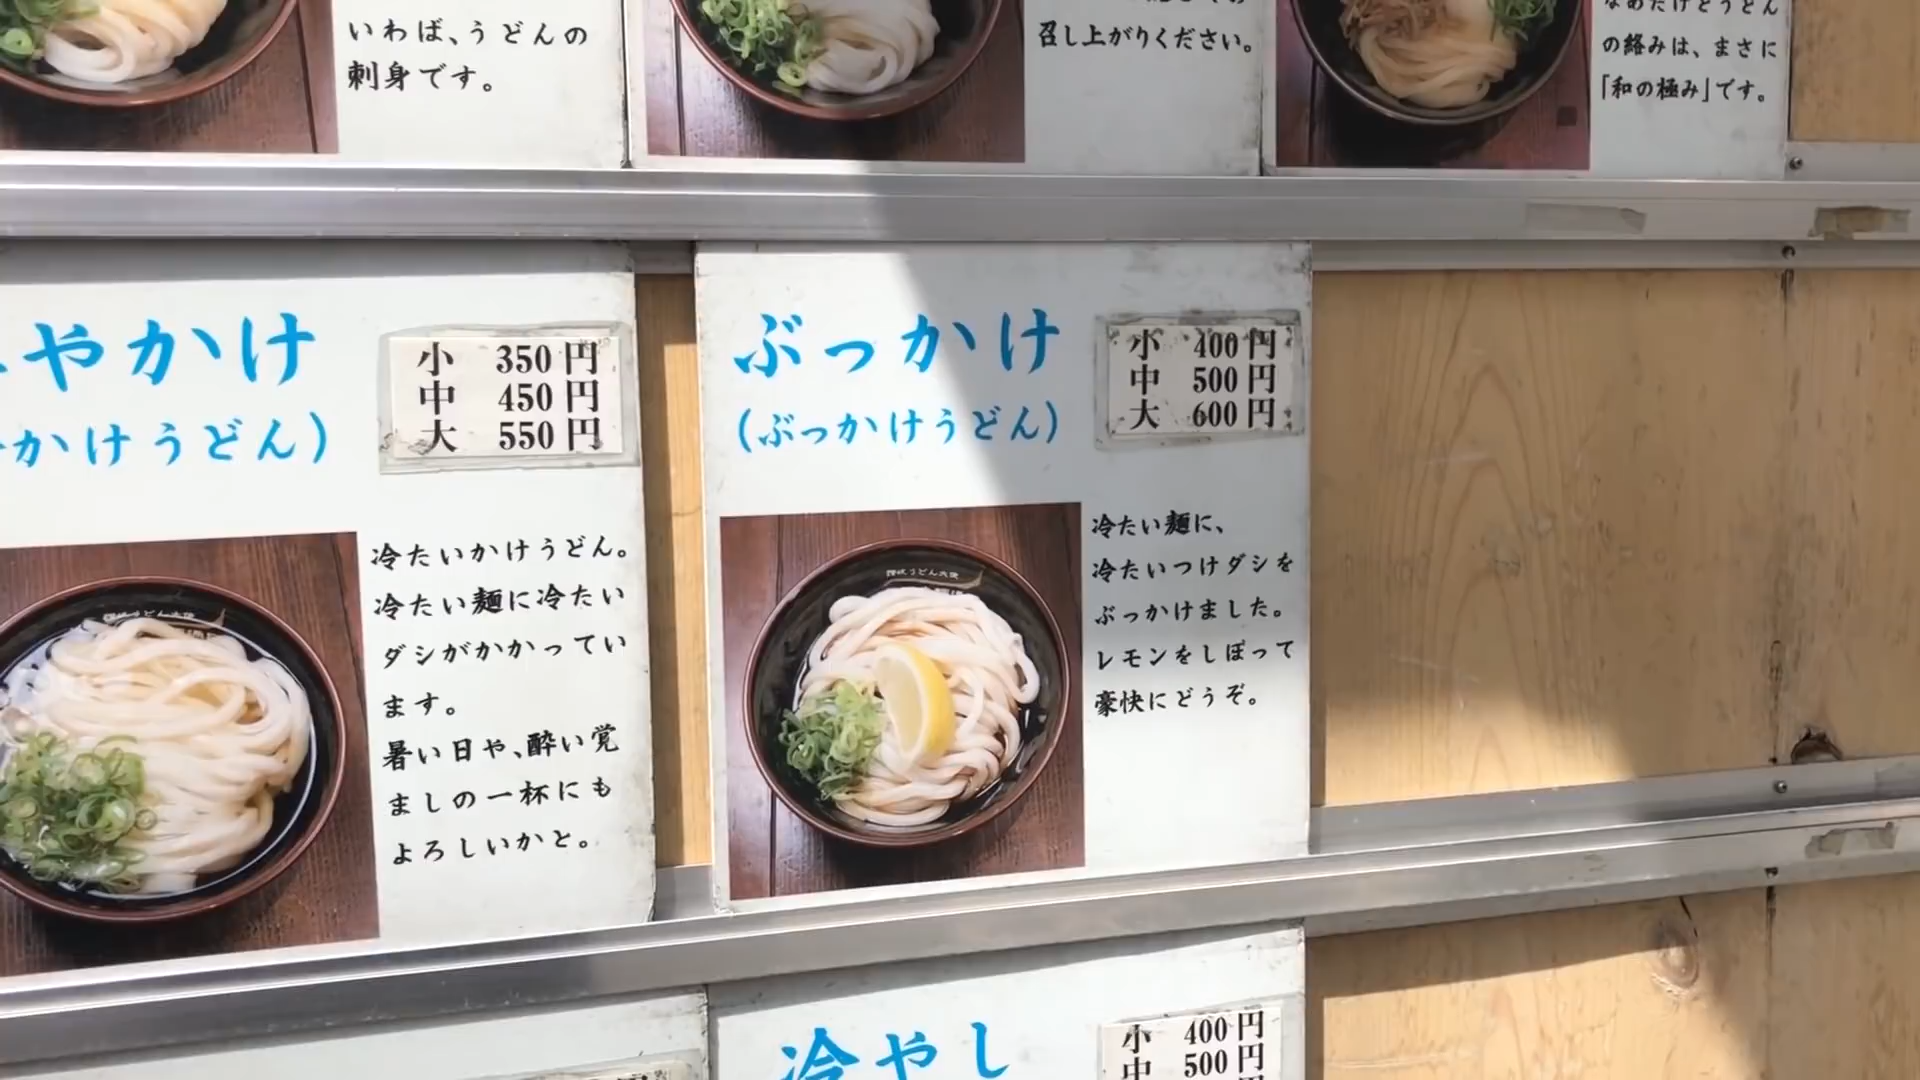 いわば、うどんの
刺身です。
召し上がりください。
の絡みは、まさに
「和の極み」です。
やかけ
かけうどん)
小 350円
中 450円
大 550円
冷たいかけうどん。
冷たい麺に冷たい
ダシがかかってい
ます。
暑い日や、酔い覚
ましの一杯にも
よろしいかと。
ぶっかけ
(ぶっかけうどん)
小 400円
中 500円
大 600円
冷たい麺に、
冷たいつけダシを
ぶっかけました。
レモンをしぼって
豪快にどうぞ。
冷やし
小 400円
中 500円